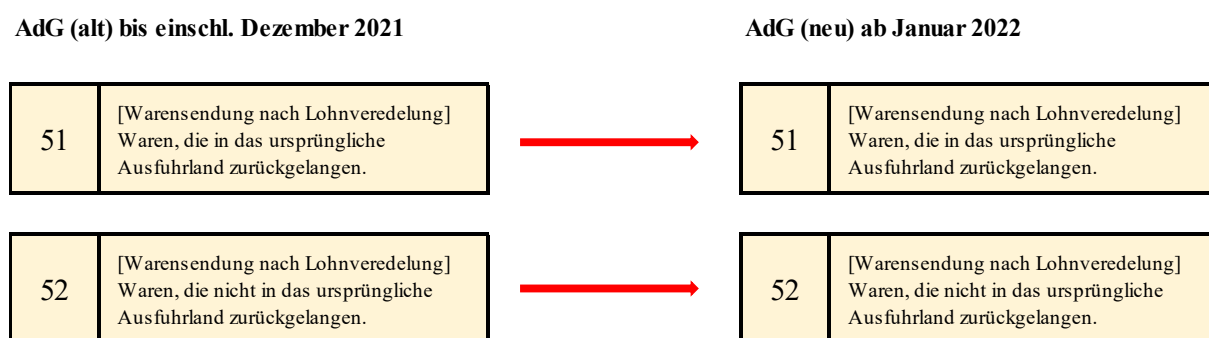 AdG (alt) bis einschl. Dezember 2021
AdG (neu) ab Januar 2022
51
[Warensendung nach Lohnveredelung]
Waren, die in das ursprüngliche
Ausfuhrland zurückgelangen.
51
[Warensendung nach Lohnveredelung]
Waren, die in das ursprüngliche
Ausfuhrland zurückgelangen.
52
[Warensendung nach Lohnveredelung]
Waren, die nicht in das ursprüngliche
Ausfuhrland zurückgelangen.
52
[Warensendung nach Lohnveredelung]
Waren, die nicht in das ursprüngliche
Ausfuhrland zurückgelangen.